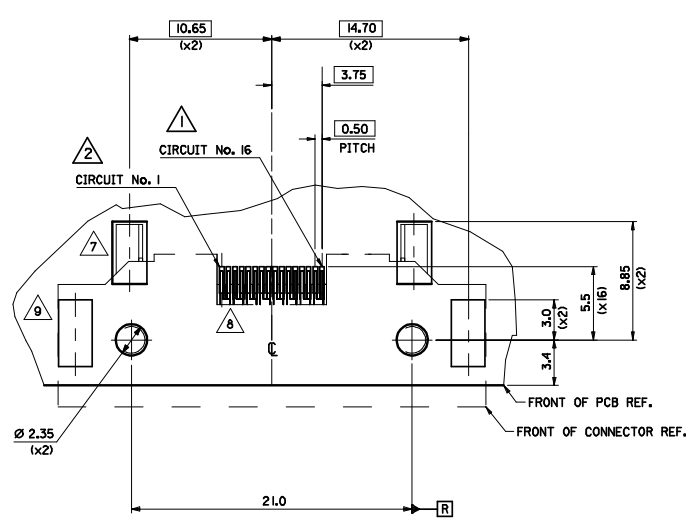 10.65
(x2)
14.70
(x2)
3.75
0.50
PITCH
1
CIRCUIT No. 16
2
CIRCUIT No. 1
7
9
8
℄
8.85
(x2)
5.5
(x16)
3.0
(x2)
3.4
FRONT OF PCB REF.
FRONT OF CONNECTOR REF.
Ø 2.35
(x2)
21.0
R